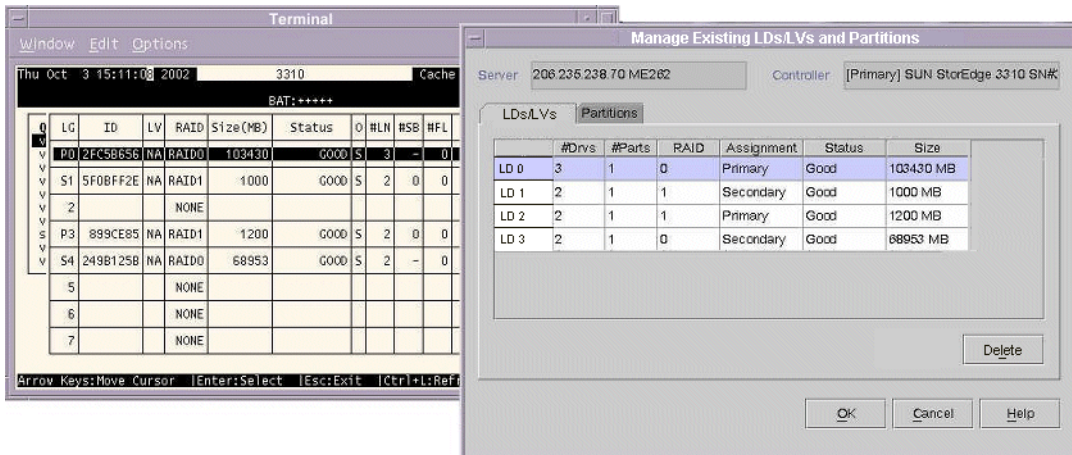 Terminal
Window Edit Options
Thu Oct 3 15:11:08 2002 3310 Cache
BAT:+++++
Q LG ID LV RAID Size(MB) Status O #LN #SB #FL
v P0 2FC5B656 NA RAID0 103430 GOOD S 3 - 0
v S1 5F0BFF2E NA RAID1 1000 GOOD S 2 0 0
v 2 NONE
s P3 899CE85 NA RAID1 1200 GOOD S 2 0 0
v S4 249B125B NA RAID0 68953 GOOD S 2 - 0
5 NONE
6 NONE
7 NONE
Arrow Keys:Move Cursor |Enter:Select |Esc:Exit |Ctrl+L:Refr
Manage Existing LDs/LVs and Partitions
Server 206.235.238.70 ME262 Controller [Primary] SUN StorEdge 3310 SN#
LDs/LVs Partitions
#Drvs #Parts RAID Assignment Status Size
LD 0 3 1 0 Primary Good 103430 MB
LD 1 2 1 1 Secondary Good 1000 MB
LD 2 2 1 1 Primary Good 1200 MB
LD 3 2 1 0 Secondary Good 68953 MB
Delete
OK Cancel Help